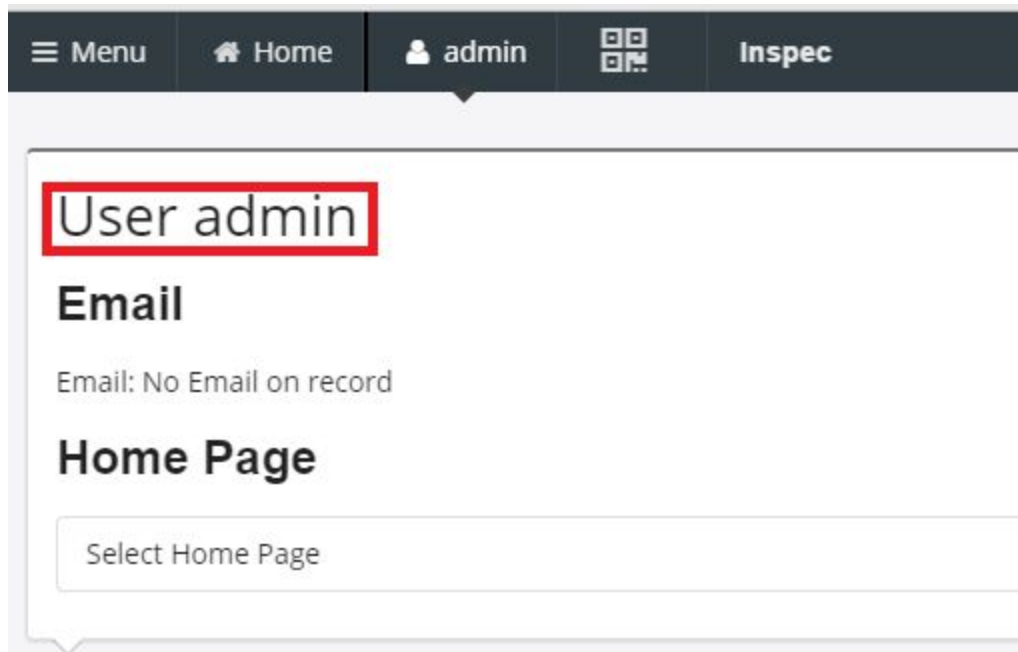 Menu Home admin Inspec
User admin
Email
Email: No Email on record
Home Page
Select Home Page